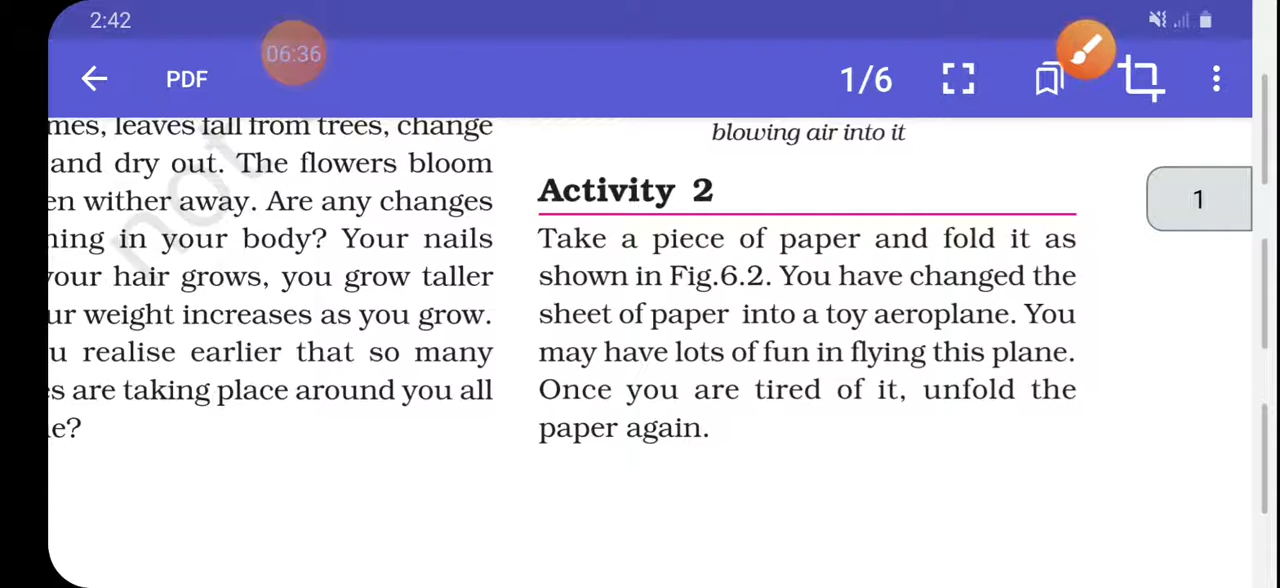 2:42
06:36
PDF
1/6
leaves fall from trees, change
and dry out. The flowers bloom
wither away. Are any changes
in your body? Your nails
hair grows, you grow taller
weight increases as you grow.
realise earlier that so many
are taking place around you all
not
blowing air into it
Activity 2
Take a piece of paper and fold it as
shown in Fig.6.2. You have changed the
sheet of paper into a toy aeroplane. You
may have lots of fun in flying this plane.
Once you are tired of it, unfold the
paper again.
1